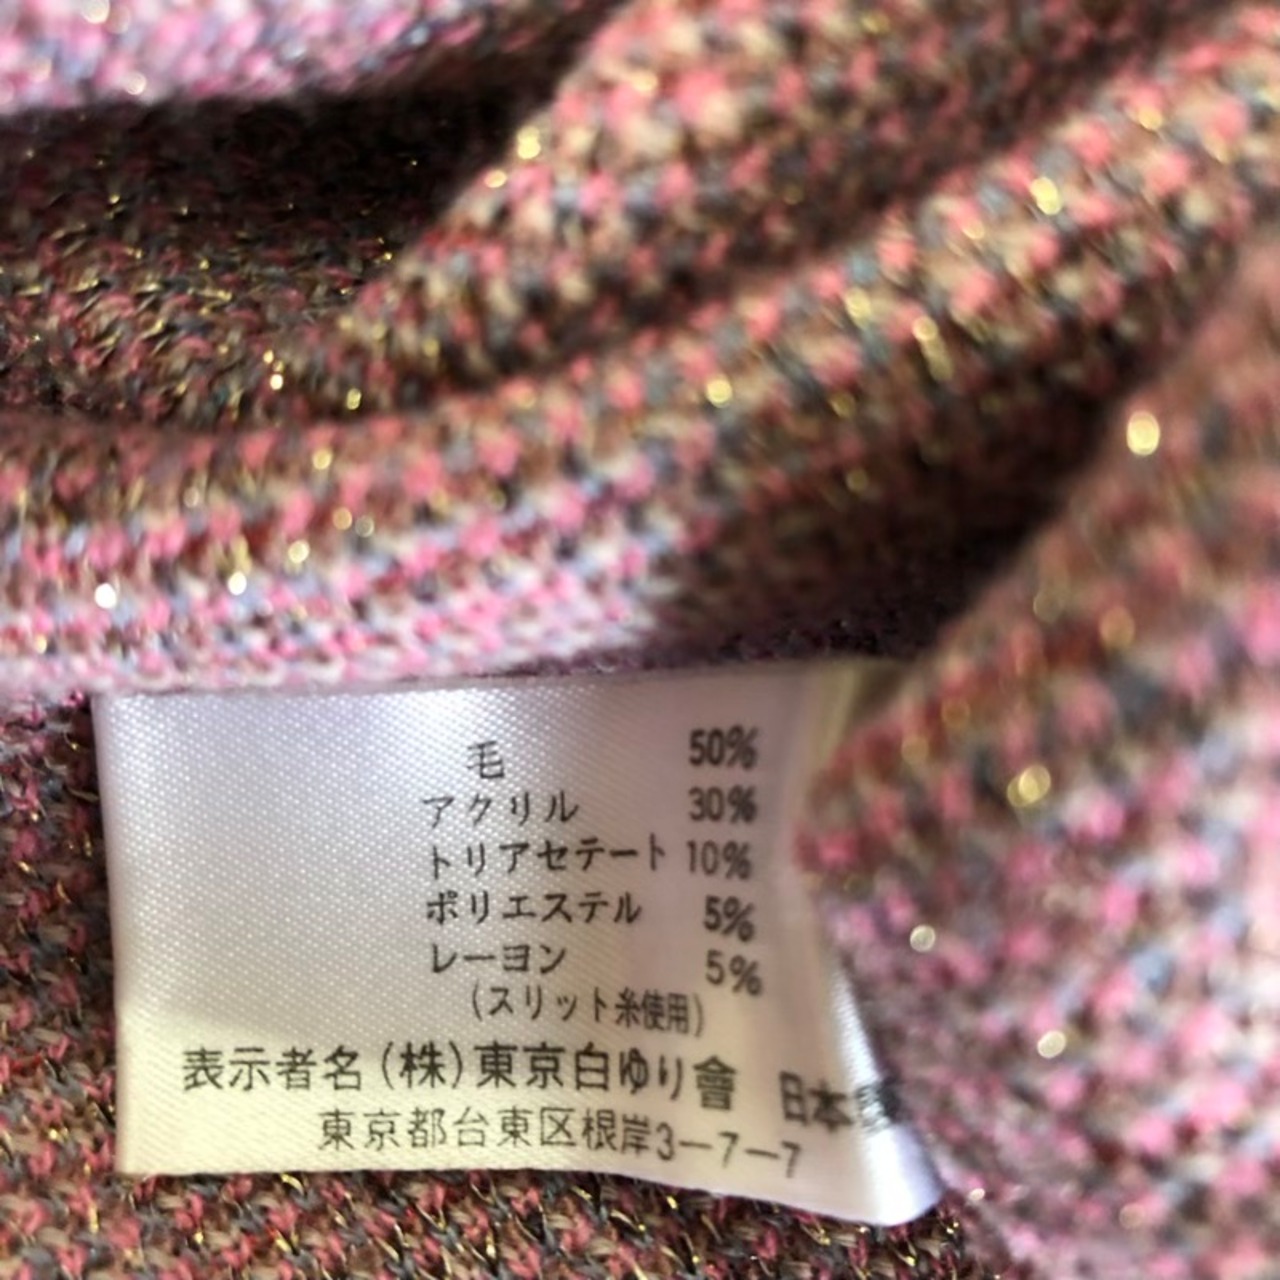 毛 50%
アクリル 30%
トリアセテート 10%
ポリエステル 5%
レーヨン 5%
(スリット糸使用)
表示者名(株)東京白ゆり會 日本
東京都台東区根岸3-7-7